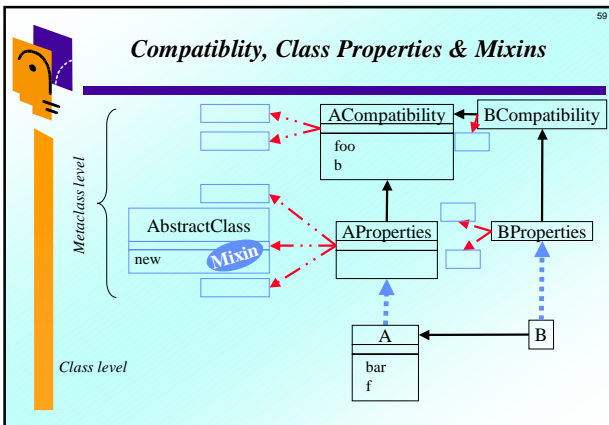 59
Compatiblity, Class Properties & Mixins
Metaclass level
ACompatibility
foo
b
BCompatibility
AbstractClass
new
Mixin
AProperties
BProperties
A
bar
f
B
Class level